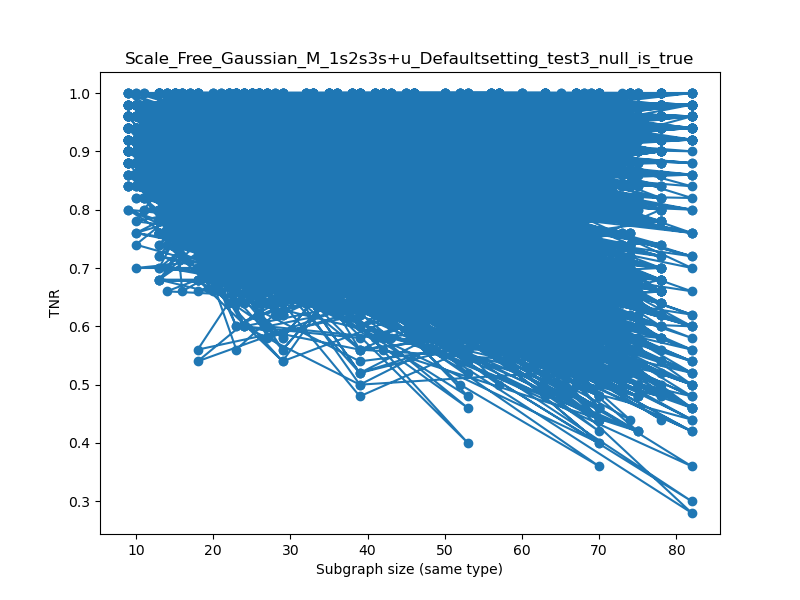 Scale_Free_Gaussian_M_1s2s3s+u_Defaultsetting_test3_null_is_true
1.0
0.9
0.8
0.7
0.6
0.5
0.4
0.3
TNR
10 20 30 40 50 60 70 80
Subgraph size (same type)